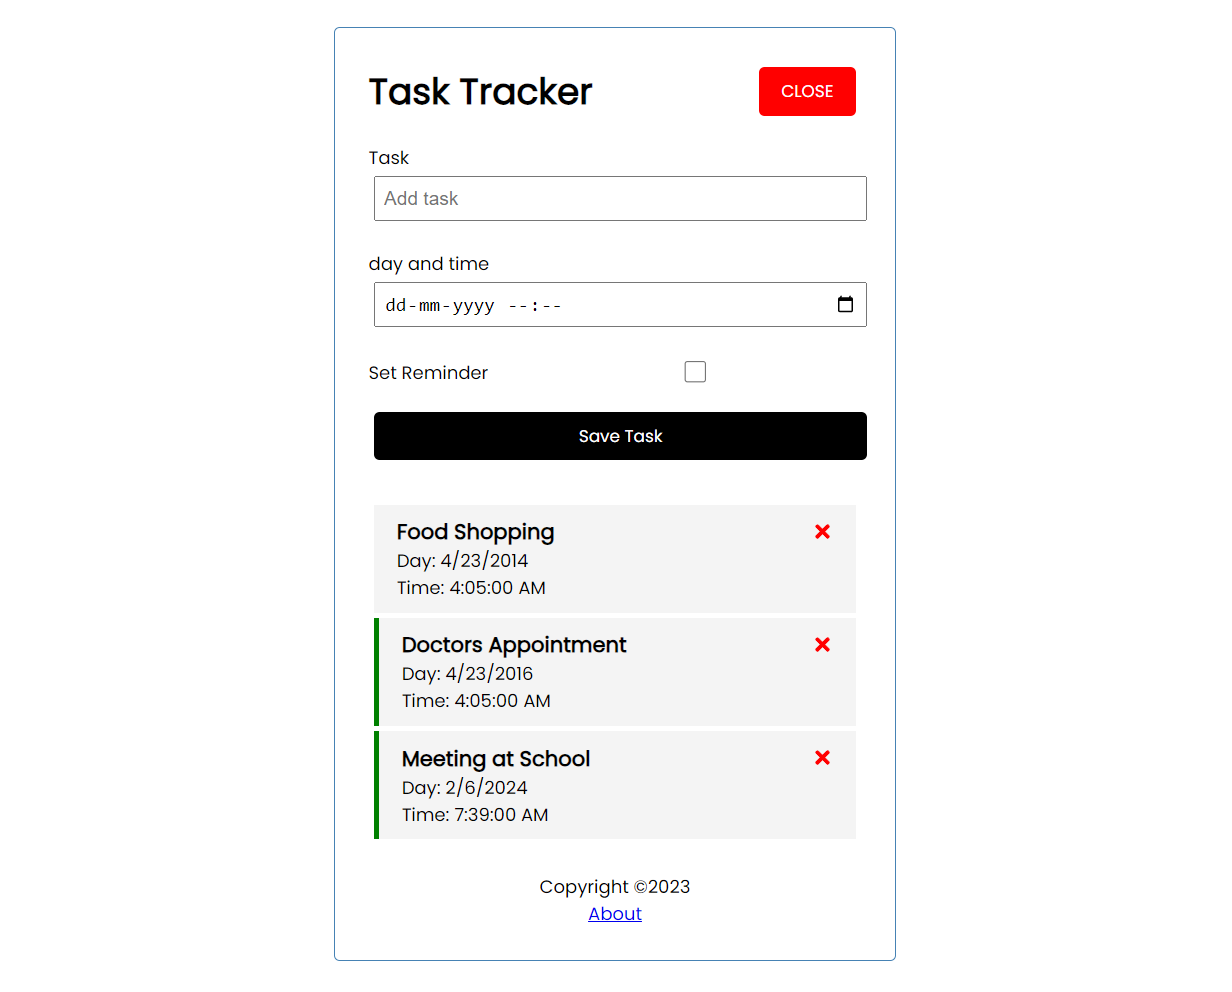 Task Tracker
CLOSE
Task
Add task
day and time
dd-mm-yyyy --:--
Set Reminder
Save Task
Food Shopping
Day: 4/23/2014
Time: 4:05:00 AM
Doctors Appointment
Day: 4/23/2016
Time: 4:05:00 AM
Meeting at School
Day: 2/6/2024
Time: 7:39:00 AM
Copyright ©2023
About